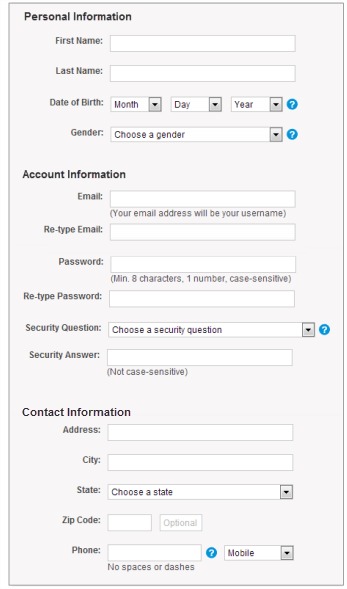 Personal Information
First Name:
Last Name:
Date of Birth: Month Day Year ?
Gender: Choose a gender ?
Account Information
Email:
(Your email address will be your username)
Re-type Email:
Password:
(Min. 8 characters, 1 number, case-sensitive)
Re-type Password:
Security Question: Choose a security question ?
Security Answer:
(Not case-sensitive)
Contact Information
Address:
City:
State: Choose a state
Zip Code: Optional
Phone: ? Mobile
No spaces or dashes